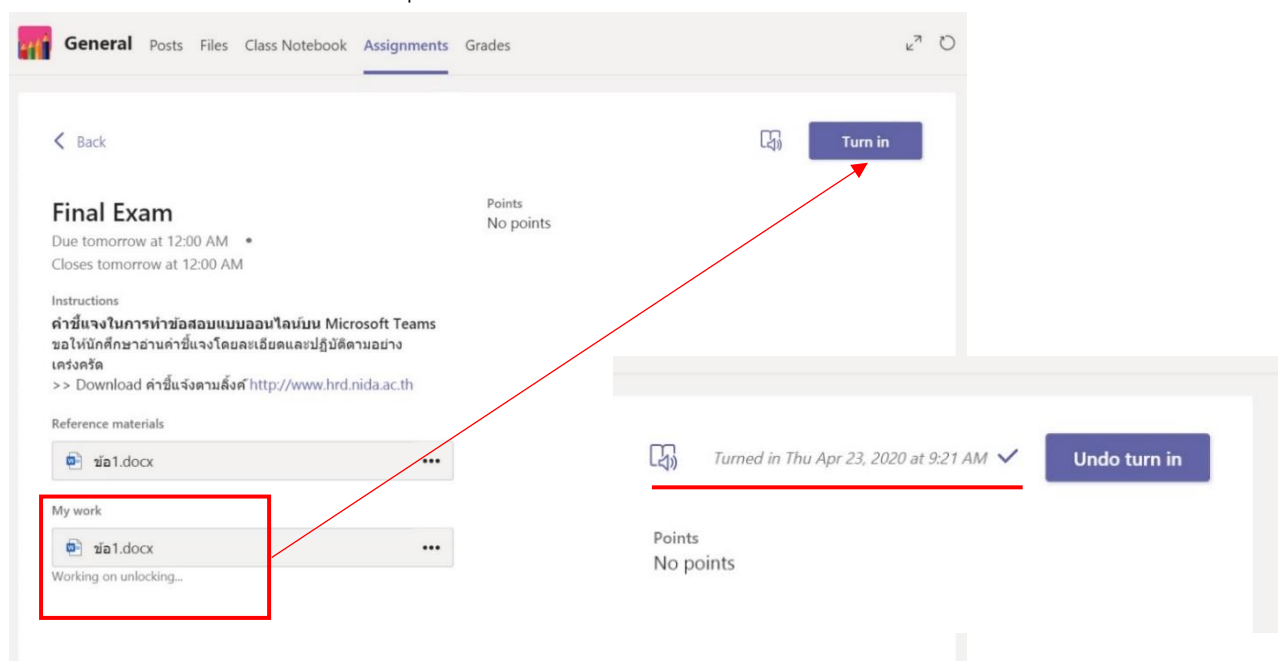 General Posts Files Class Notebook Assignments Grades
Back
Turn in
Final Exam
Due tomorrow at 12:00 AM •
Closes tomorrow at 12:00 AM
Points
No points
Instructions
คำชี้แจงในการทำข้อสอบแบบออนไลน์บน Microsoft Teams
ขอให้นักศึกษาอ่านคำชี้แจงโดยละเอียดและปฏิบัติตามอย่าง
เคร่งครัด
>> Download คำชี้แจ้งตามลิ้งค์ http://www.hrd.nida.ac.th
Reference materials
ข้อ1.docx
My work
ข้อ1.docx
Working on unlocking...
Turned in Thu Apr 23, 2020 at 9:21 AM
Undo turn in
Points
No points